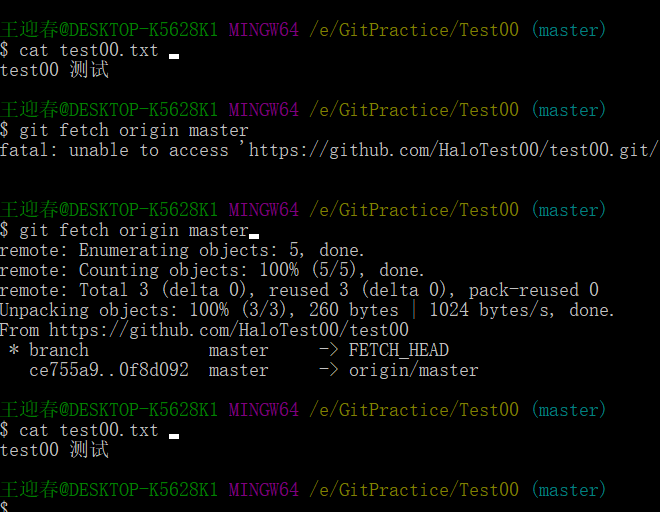 王迎春@DESKTOP-K5628K1 MINGW64 /e/GitPractice/Test00 (master)
$ cat test00.txt
test00 测试
王迎春@DESKTOP-K5628K1 MINGW64 /e/GitPractice/Test00 (master)
$ git fetch origin master
fatal: unable to access 'https://github.com/HaloTest00/test00.git/
王迎春@DESKTOP-K5628K1 MINGW64 /e/GitPractice/Test00 (master)
$ git fetch origin master
remote: Enumerating objects: 5, done.
remote: Counting objects: 100% (5/5), done.
remote: Total 3 (delta 0), reused 3 (delta 0), pack-reused 0
Unpacking objects: 100% (3/3), 260 bytes | 1024 bytes/s, done.
From https://github.com/HaloTest00/test00
 * branch            master     -> FETCH_HEAD
   ce755a9..0f8d092  master     -> origin/master
王迎春@DESKTOP-K5628K1 MINGW64 /e/GitPractice/Test00 (master)
$ cat test00.txt
test00 测试
王迎春@DESKTOP-K5628K1 MINGW64 /e/GitPractice/Test00 (master)
$